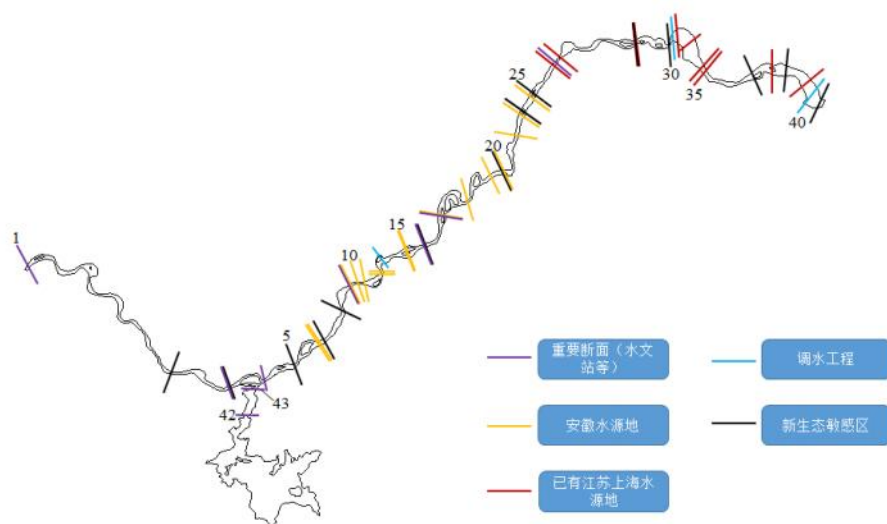 25
30
35
40
20
1
15
10
5
43
42
重要断面（水文
站等）
调水工程
安徽水源地
新生态敏感区
已有江苏上海水
源地